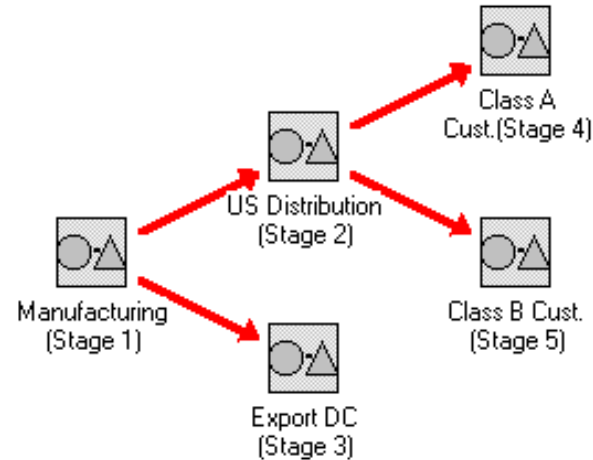 Class A
Cust.(Stage 4)
US Distribution
(Stage 2)
Manufacturing
(Stage 1)
Class B Cust.
(Stage 5)
Export DC
(Stage 3)